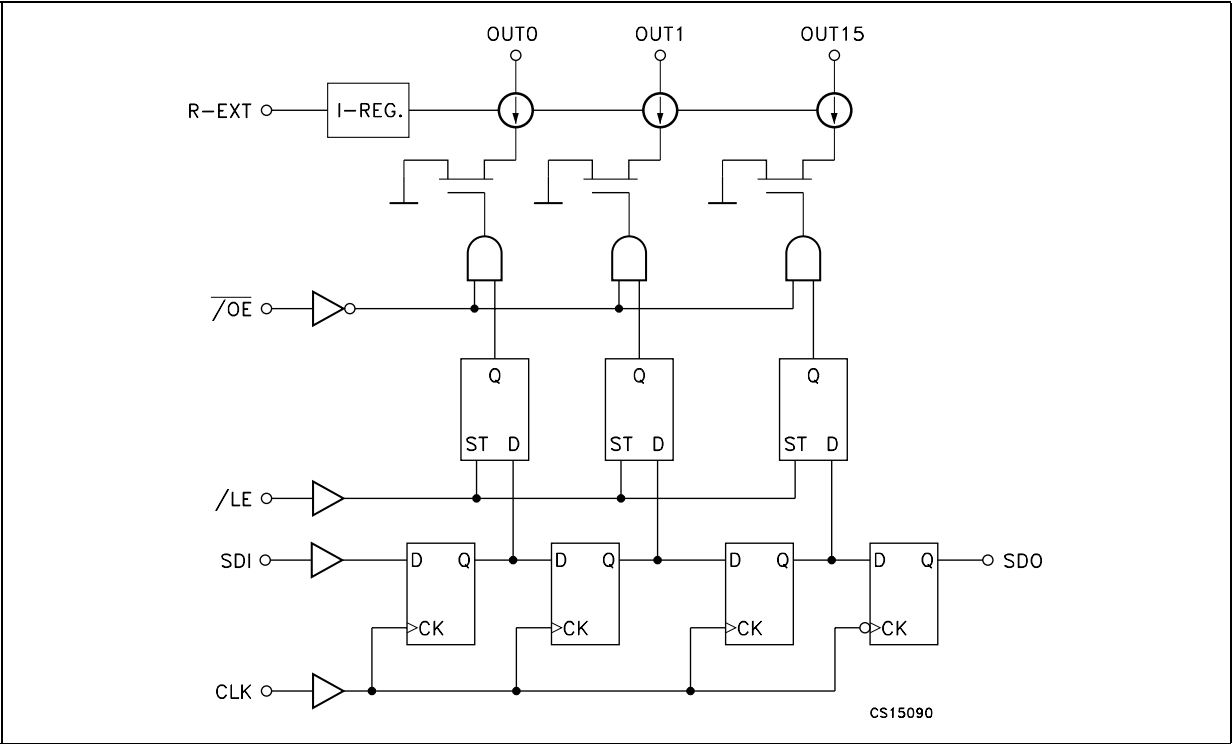 OUT0 OUT1 OUT15
R-EXT I-REG.
/OE
Q Q Q
ST D ST D ST D
/LE
SDI D Q D Q D Q D Q SDO
CK CK CK CK
CLK
CS15090